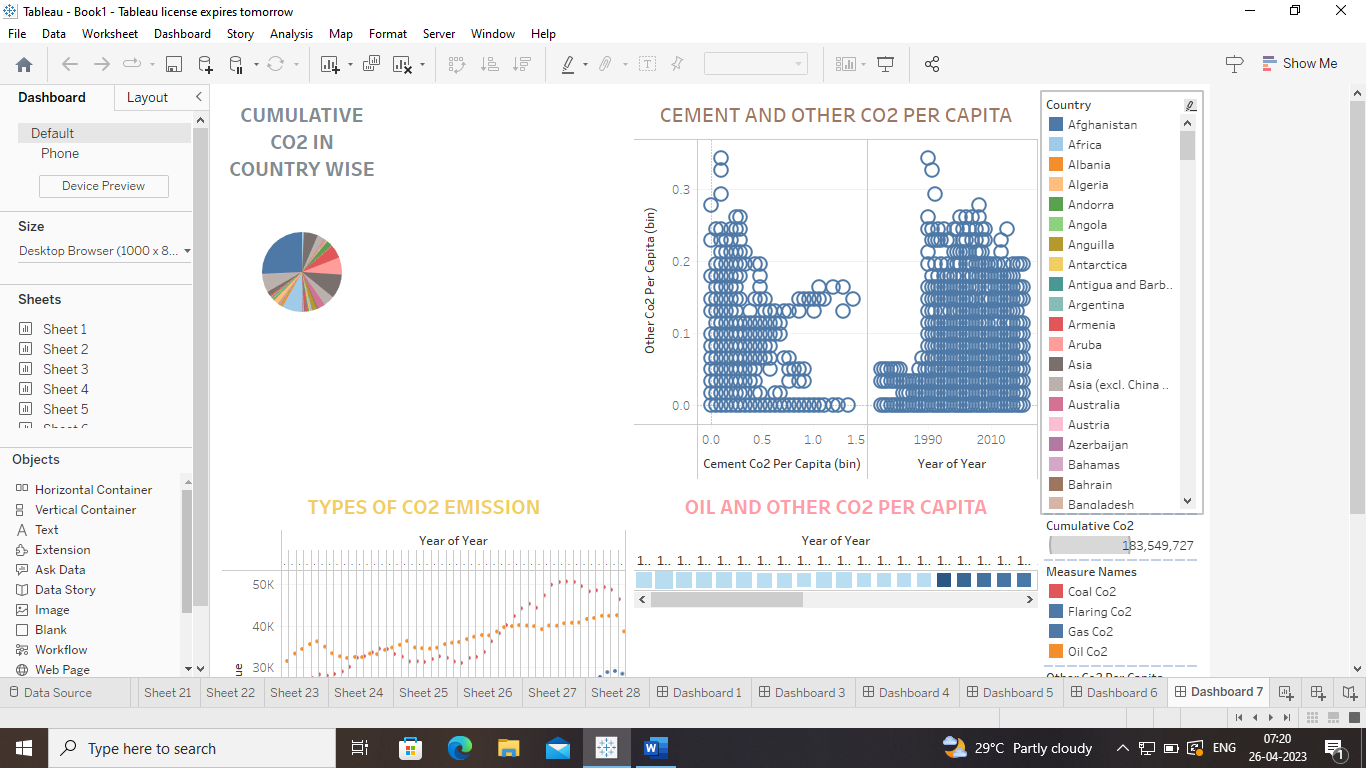 Tableau - Book1 - Tableau license expires tomorrow
File Data Worksheet Dashboard Story Analysis Map Format Server Window Help
Show Me
Dashboard Layout
Default
Phone
Device Preview
Size
Desktop Browser (1000 x 8...
Sheets
Sheet 1
Sheet 2
Sheet 3
Sheet 4
Sheet 5
Objects
Horizontal Container
Vertical Container
Text
Extension
Ask Data
Data Story
Image
Blank
Workflow
Web Page
CUMULATIVE
CO2 IN
COUNTRY WISE
CEMENT AND OTHER CO2 PER CAPITA
Other Co2 Per Capita (bin)
0.3
0.2
0.1
0.0
0.0 0.5 1.0 1.5 1990 2010
Cement Co2 Per Capita (bin) Year of Year
TYPES OF CO2 EMISSION
Year of Year
50K
40K
30K
OIL AND OTHER CO2 PER CAPITA
Year of Year
1.. 1.. 1.. 1.. 1.. 1.. 1.. 1.. 1.. 1.. 1.. 1.. 1.. 1.. 1.. 1.. 1.. 1.. 1.. 1..
Country
Afghanistan
Africa
Albania
Algeria
Andorra
Angola
Anguilla
Antarctica
Antigua and Barb..
Argentina
Armenia
Aruba
Asia
Asia (excl. China ..
Australia
Austria
Azerbaijan
Bahamas
Bahrain
Bangladesh
Cumulative Co2
183,549,727
Measure Names
Coal Co2
Flaring Co2
Gas Co2
Oil Co2
Other Co2 Per Capita
Data Source Sheet 21 Sheet 22 Sheet 23 Sheet 24 Sheet 25 Sheet 26 Sheet 27 Sheet 28 Dashboard 1 Dashboard 3 Dashboard 4 Dashboard 5 Dashboard 6 Dashboard 7
Type here to search
29°C Partly cloudy
ENG
07:20
26-04-2023
1